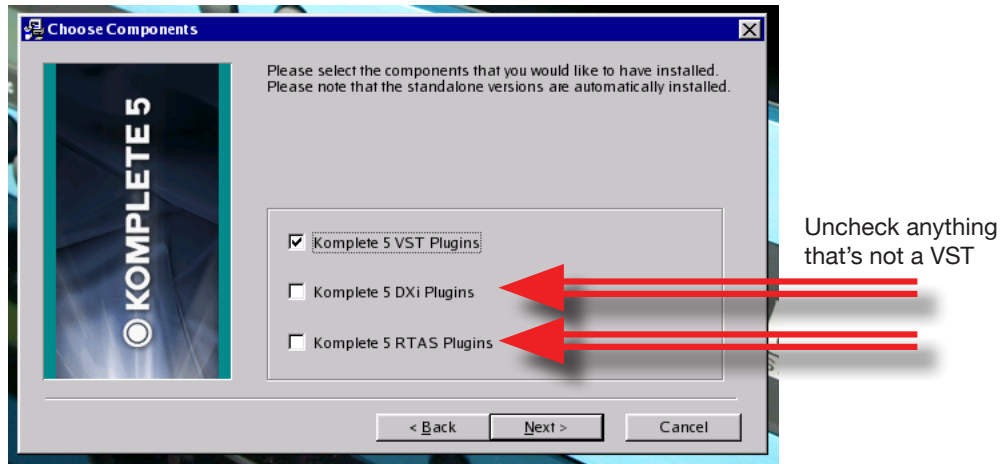 Choose Components
Please select the components that you would like to have installed.
Please note that the standalone versions are automatically installed.
KOMPLETE 5
Komplete 5 VST Plugins
Komplete 5 DXi Plugins
Komplete 5 RTAS Plugins
Uncheck anything
that's not a VST
< Back
Next >
Cancel